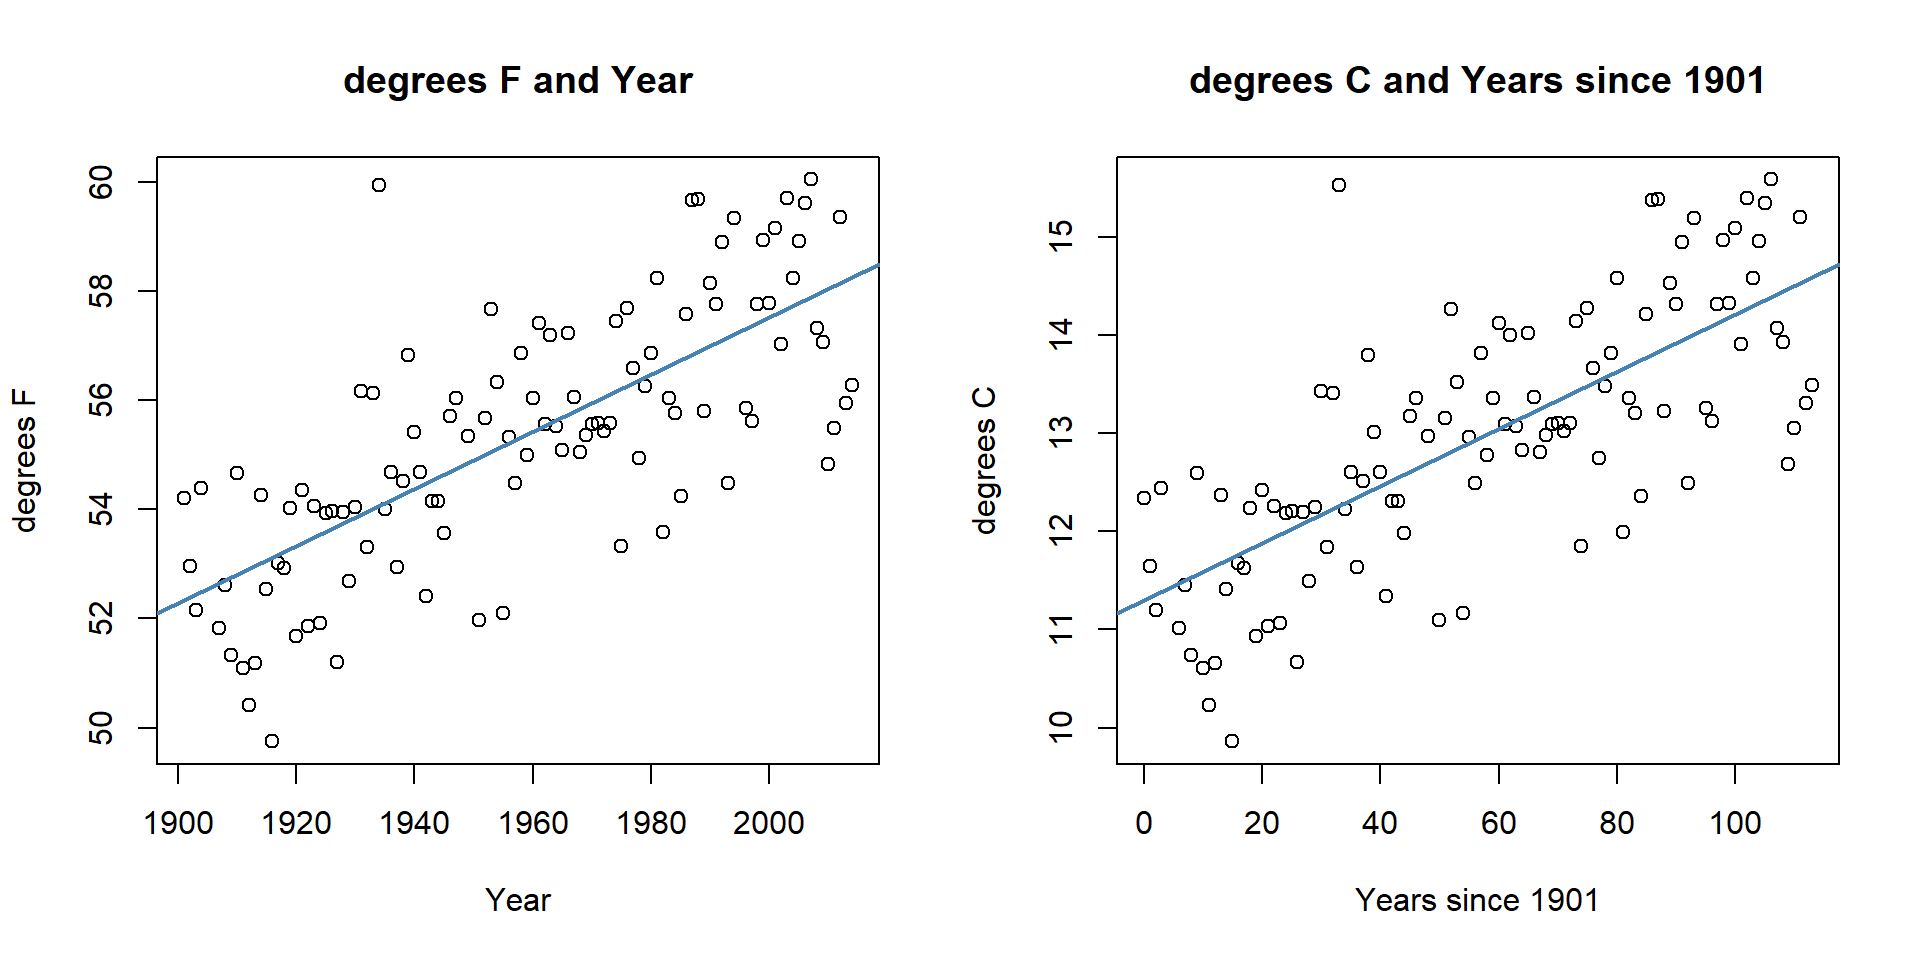 degrees F and Year
degrees F
60
58
56
54
52
50
1900 1920 1940 1960 1980 2000
Year
degrees C and Years since 1901
degrees C
15
14
13
12
11
10
0 20 40 60 80 100
Years since 1901